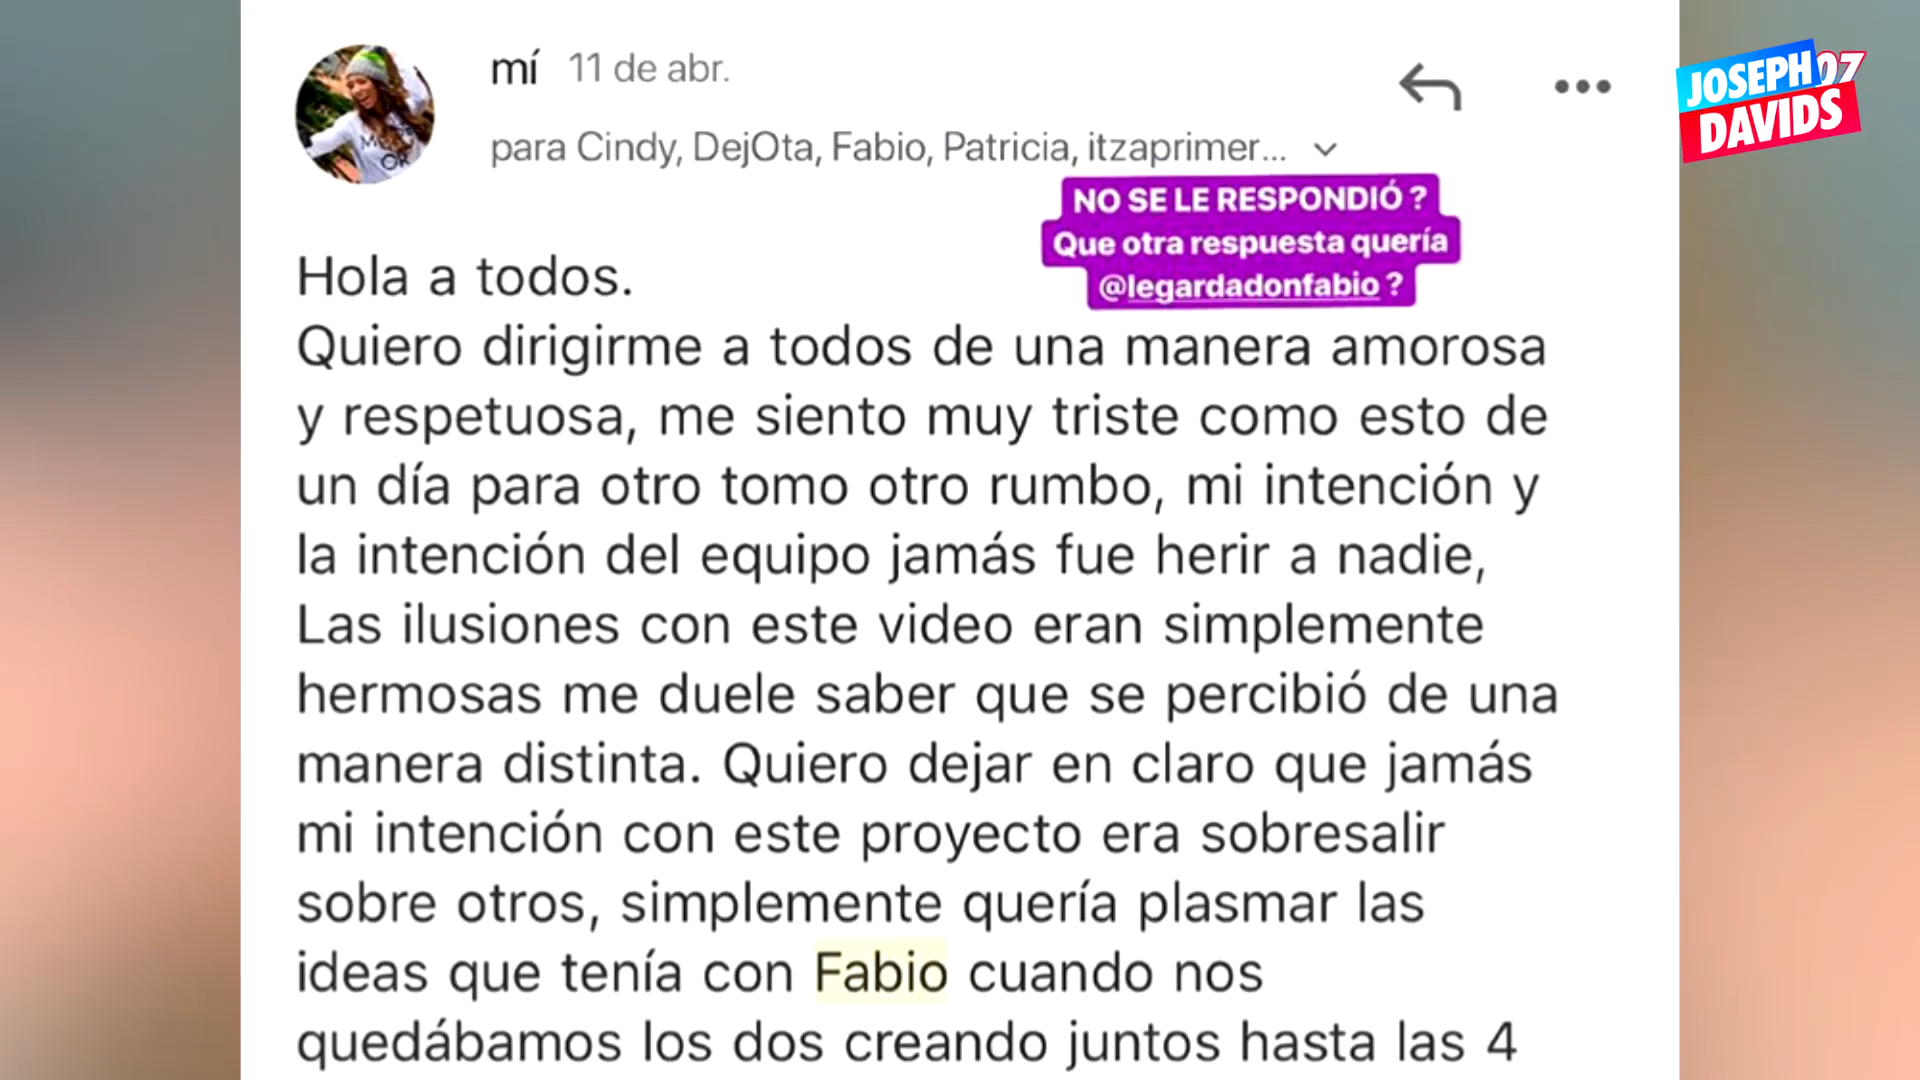 mí 11 de abr.
para Cindy, DejOta, Fabio, Patricia, itzaprimer...
JOSEPH 07
DAVIDS
NO SE LE RESPONDIÓ ?
Que otra respuesta quería
@legardadonfabio ?
Hola a todos.
Quiero dirigirme a todos de una manera amorosa
y respetuosa, me siento muy triste como esto de
un día para otro tomo otro rumbo, mi intención y
la intención del equipo jamás fue herir a nadie,
Las ilusiones con este video eran simplemente
hermosas me duele saber que se percibió de una
manera distinta. Quiero dejar en claro que jamás
mi intención con este proyecto era sobresalir
sobre otros, simplemente quería plasmar las
ideas que tenía con Fabio cuando nos
quedábamos los dos creando juntos hasta las 4